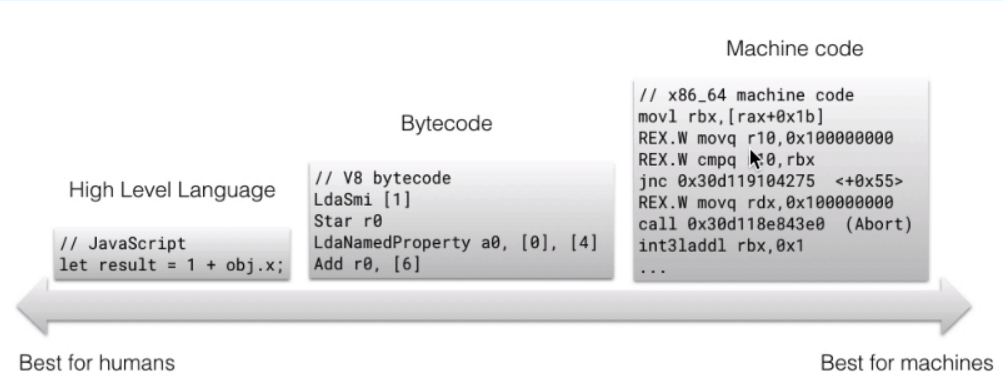 Machine code
// x86_64 machine code
movl rbx,[rax+0x1b]
REX.W movq r10,0x100000000
REX.W cmpq r10,rbx
jnc 0x30d119104275  <+0x55>
REX.W movq rdx,0x100000000
call 0x30d118e843e0  (Abort)
int3laddl rbx,0x1
...
Bytecode
// V8 bytecode
LdaSmi [1]
Star r0
LdaNamedProperty a0, [0], [4]
Add r0, [6]
High Level Language
// JavaScript
let result = 1 + obj.x;
Best for humans
Best for machines